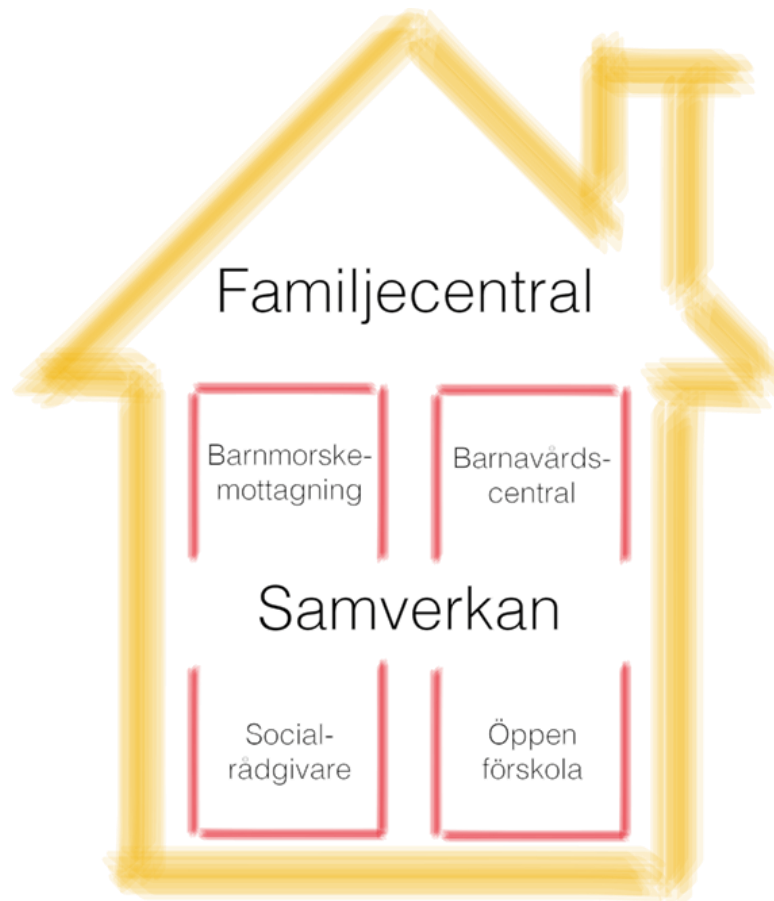 Familjecentral
Barnmorske-
mottagning
Barnavårds-
central
Samverkan
Social-
rådgivare
Öppen
förskola